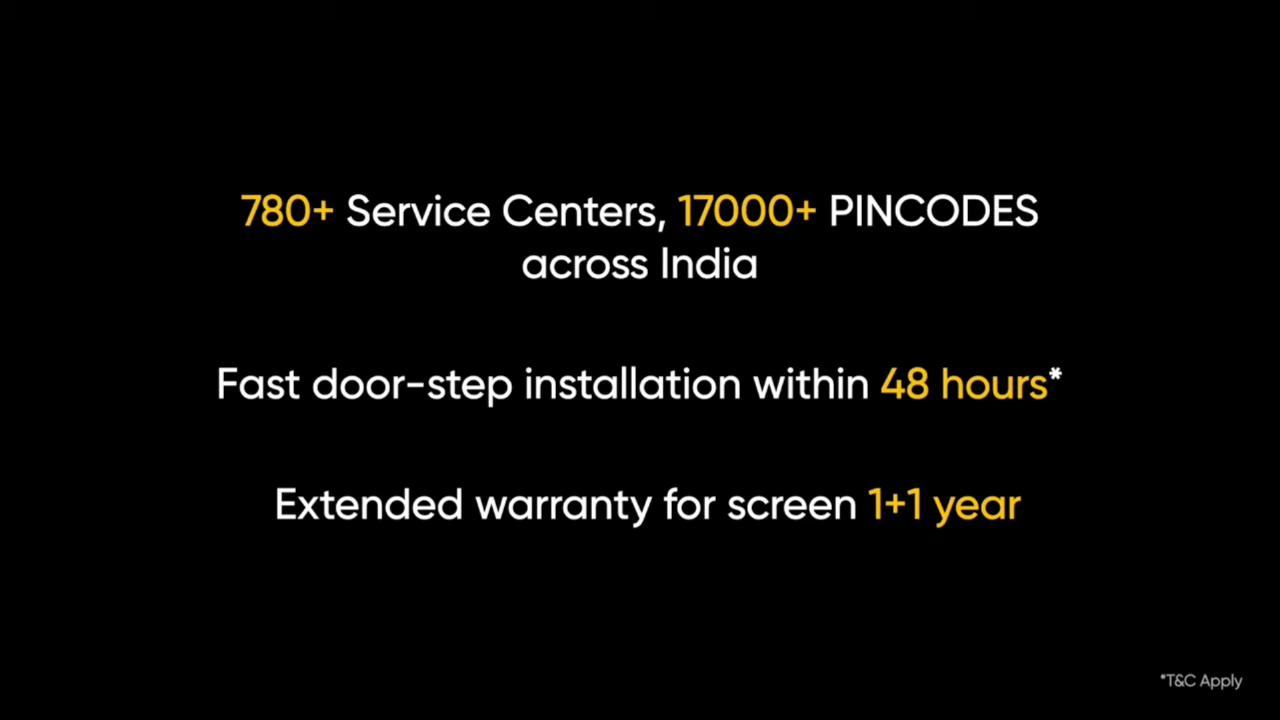 780+ Service Centers, 17000+ PINCODES
across India
Fast door-step installation within 48 hours*
Extended warranty for screen 1+1 year
*T&C Apply